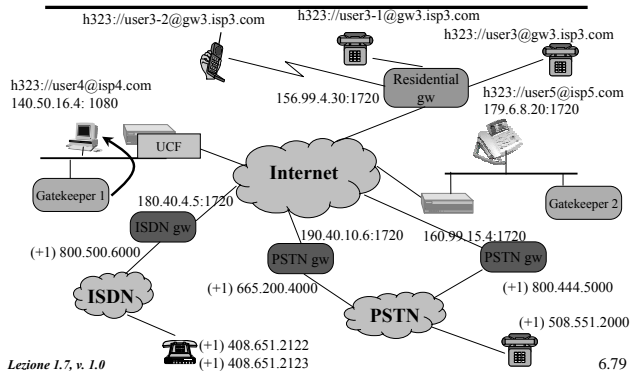 h323://user3-1@gw3.isp3.com
h323://user3-2@gw3.isp3.com
h323://user3@gw3.isp3.com
h323://user4@isp4.com
140.50.16.4: 1080
Residential
gw
156.99.4.30:1720
h323://user5@isp5.com
179.6.8.20:1720
UCF
Internet
Gatekeeper 1
Gatekeeper 2
180.40.4.5:1720
ISDN gw
190.40.10.6:1720
160.99.15.4:1720
(+1) 800.500.6000
PSTN gw
PSTN gw
(+1) 665.200.4000
(+1) 800.444.5000
ISDN
PSTN
(+1) 508.551.2000
(+1) 408.651.2122
(+1) 408.651.2123
Lezione 1.7, v. 1.0
6.79